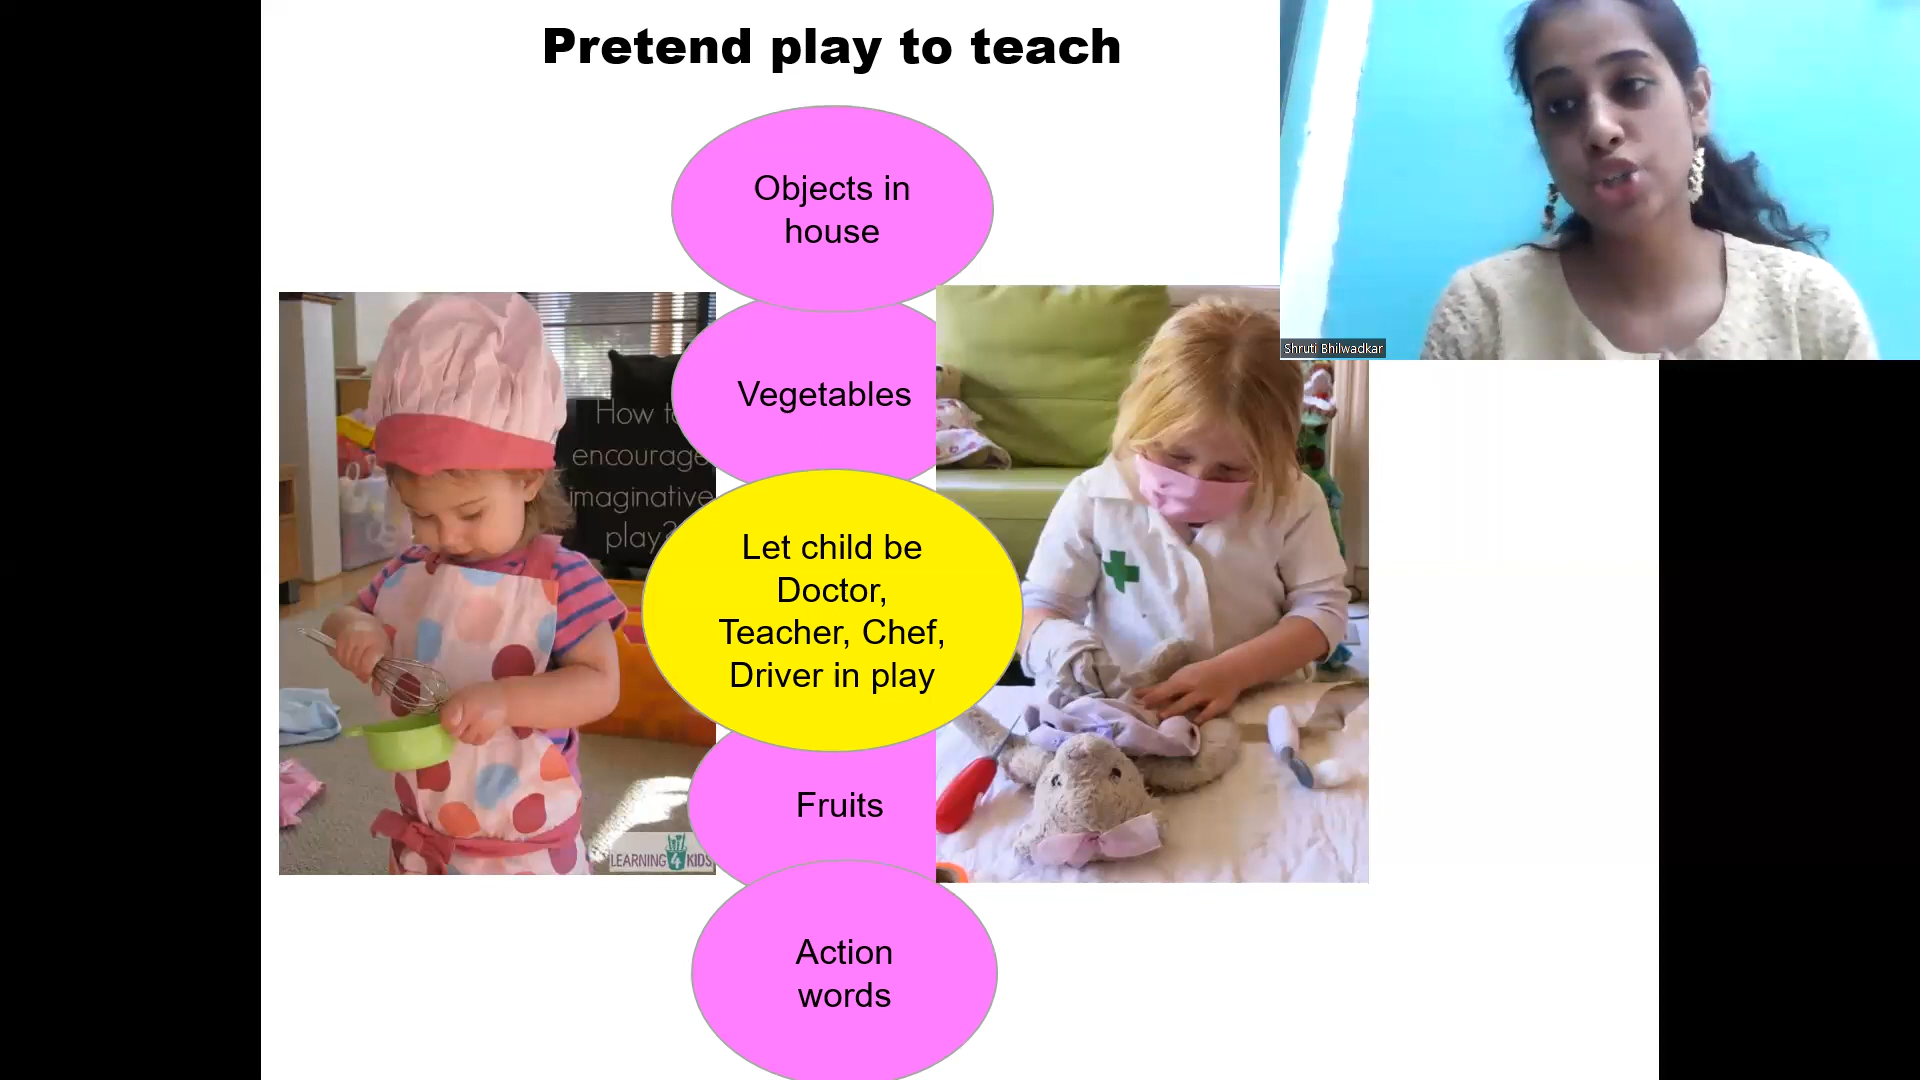 Pretend play to teach
Objects in
house
Shruti Bhilwadkar
Vegetables
How to
encourage
imaginative
play?
Let child be
Doctor,
Teacher, Chef,
Driver in play
Fruits
LEARNING 4 KIDS
Action
words